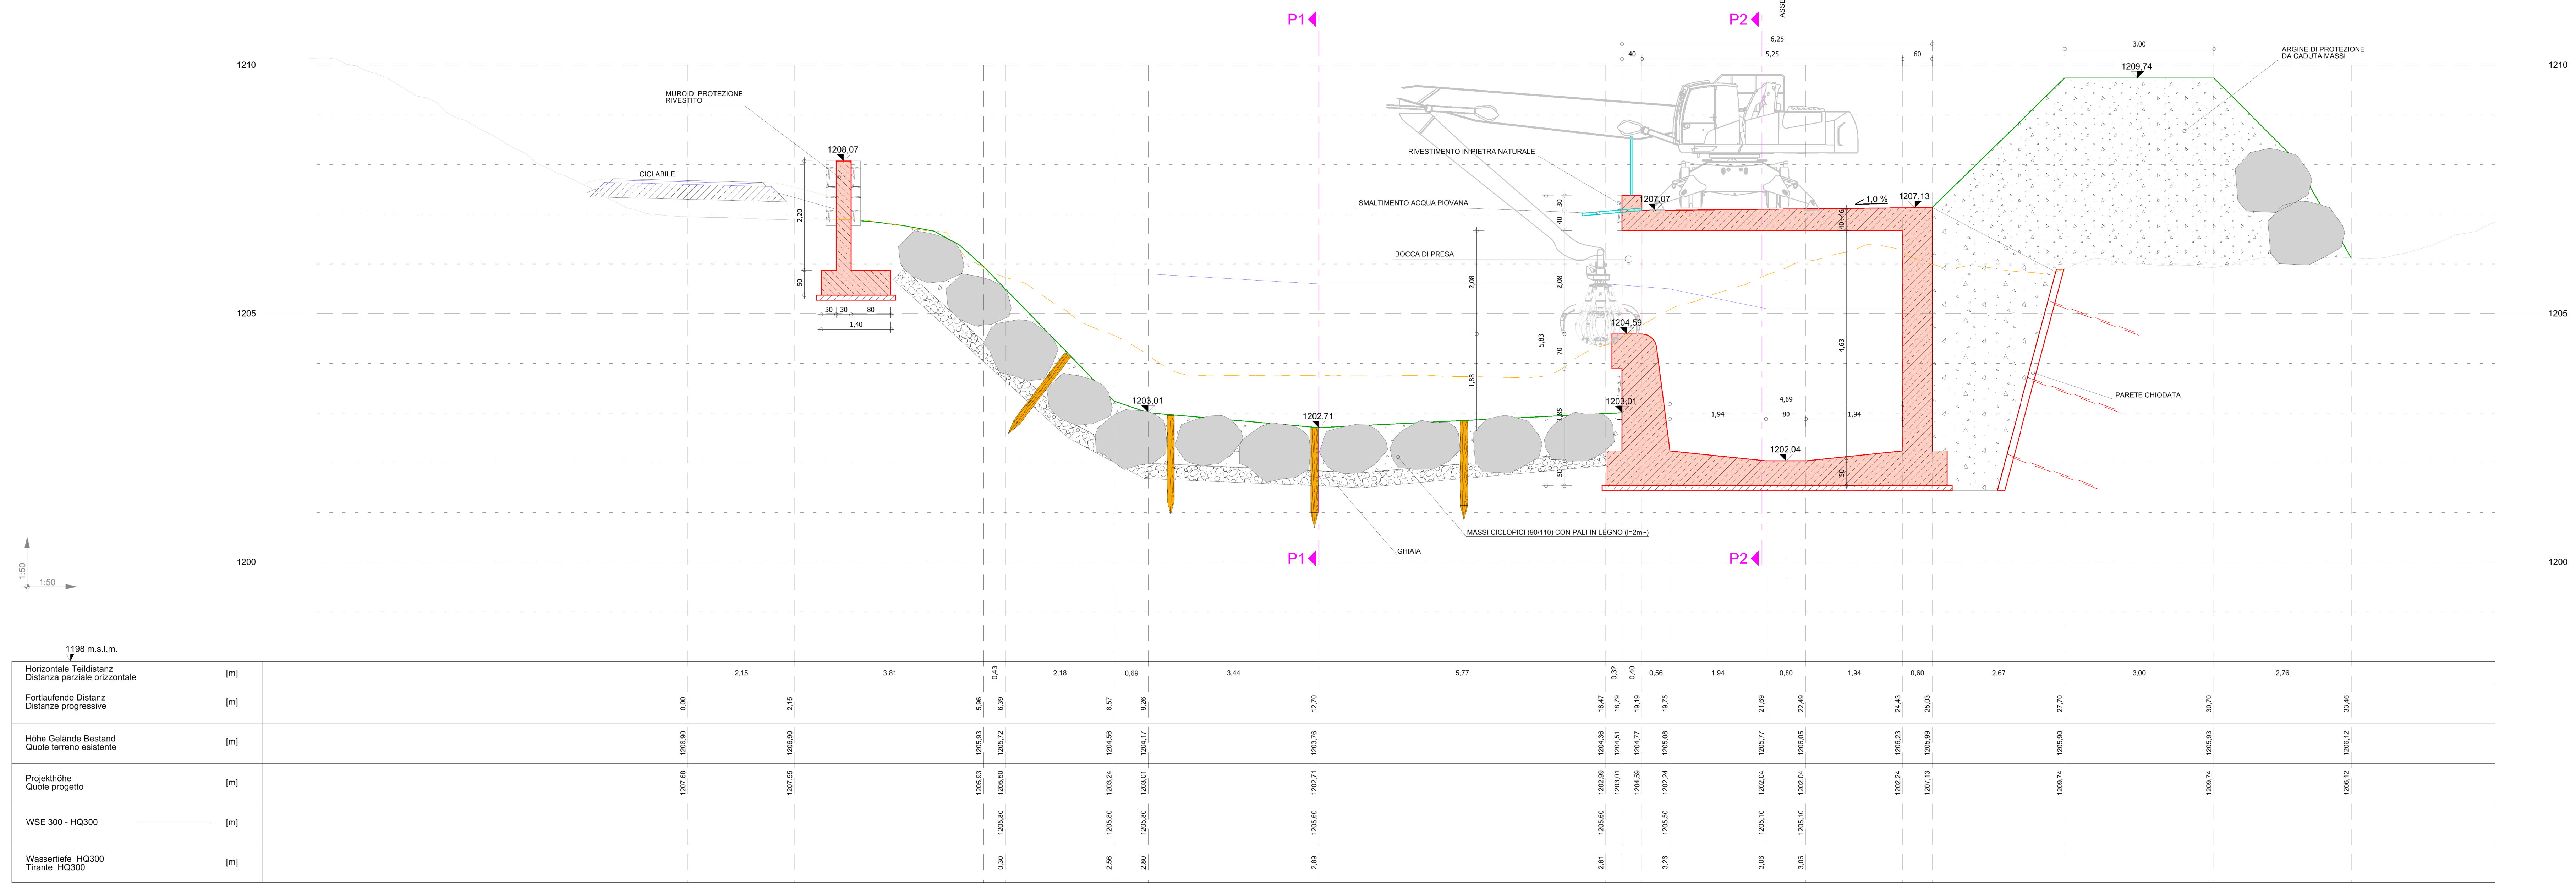 P1
P2
ASSE
6,25
40
5,25
60
3,00
ARGINE DI PROTEZIONE
DA CADUTA MASSI
1210
1210
1209,74
MURO DI PROTEZIONE
RIVESTITO
1208,07
RIVESTIMENTO IN PIETRA NATURALE
CICLABILE
SMALTIMENTO ACQUA PIOVANA
1207,07
1,0 %
1207,13
2,20
30
40
40
46
BOCCA DI PRESA
2,08
2,08
50
1205
1205
30
30
80
1,40
1204,59
5,83
70
4,63
1,88
PARETE CHIODATA
1203,01
1202,71
1203,01
4,69
1,94
80
1,94
1,85
1202,04
50
50
MASSI CICLOPICI (90/110) CON PALI IN LEGNO (l=2m~)
GHIAIA
P1
P2
1200
1200
1:50
1:50
1198 m.s.l.m.
Horizontale Teildistanz
Distanza parziale orizzontale
[m]
2,15 3,81 0,43 2,18 0,69 3,44 5,77 0,32 0,40 0,56 1,94 0,80 1,94 0,60 2,67 3,00 2,76
Fortlaufende Distanz
Distanze progressive
[m]
0,00 2,15 5,96 6,39 8,57 9,26 12,70 18,47 18,79 19,19 19,75 21,69 22,49 24,43 25,03 27,70 30,70 33,46
Höhe Gelände Bestand
Quote terreno esistente
[m]
1206,90 1206,90 1205,93 1205,72 1204,56 1204,17 1203,76 1204,36 1204,51 1204,77 1205,08 1205,77 1206,05 1206,23 1205,99 1205,90 1205,93 1206,12
Projekthöhe
Quote progetto
[m]
1207,68 1207,55 1205,93 1205,50 1203,24 1203,01 1202,71 1202,99 1203,01 1204,59 1202,24 1202,04 1202,04 1202,24 1207,13 1209,74 1209,74 1206,12
WSE 300 - HQ300
[m]
1205,80 1205,80 1205,80 1205,60 1205,60 1205,50 1205,10 1205,10
Wassertiefe HQ300
Tirante HQ300
[m]
0,30 2,56 2,80 2,89 2,61 3,26 3,06 3,06